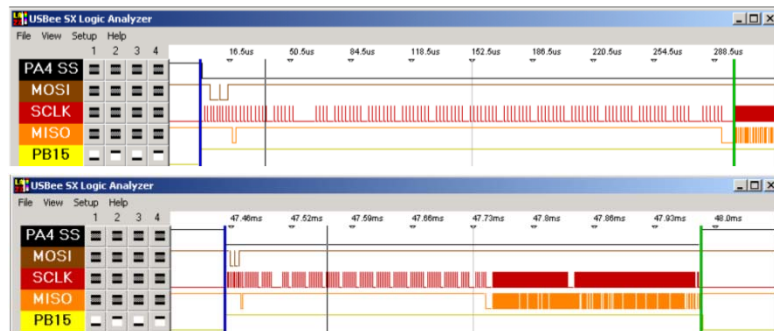 USBee SX Logic Analyzer
File View Setup Help
1 2 3 4
16.5us 50.5us 84.5us 118.5us 152.5us 186.5us 220.5us 254.5us 288.5us
PA4 SS
MOSI
SCLK
MISO
PB15
USBee SX Logic Analyzer
File View Setup Help
1 2 3 4
47.46ms 47.52ms 47.59ms 47.66ms 47.73ms 47.8ms 47.86ms 47.93ms 48.0ms
PA4 SS
MOSI
SCLK
MISO
PB15